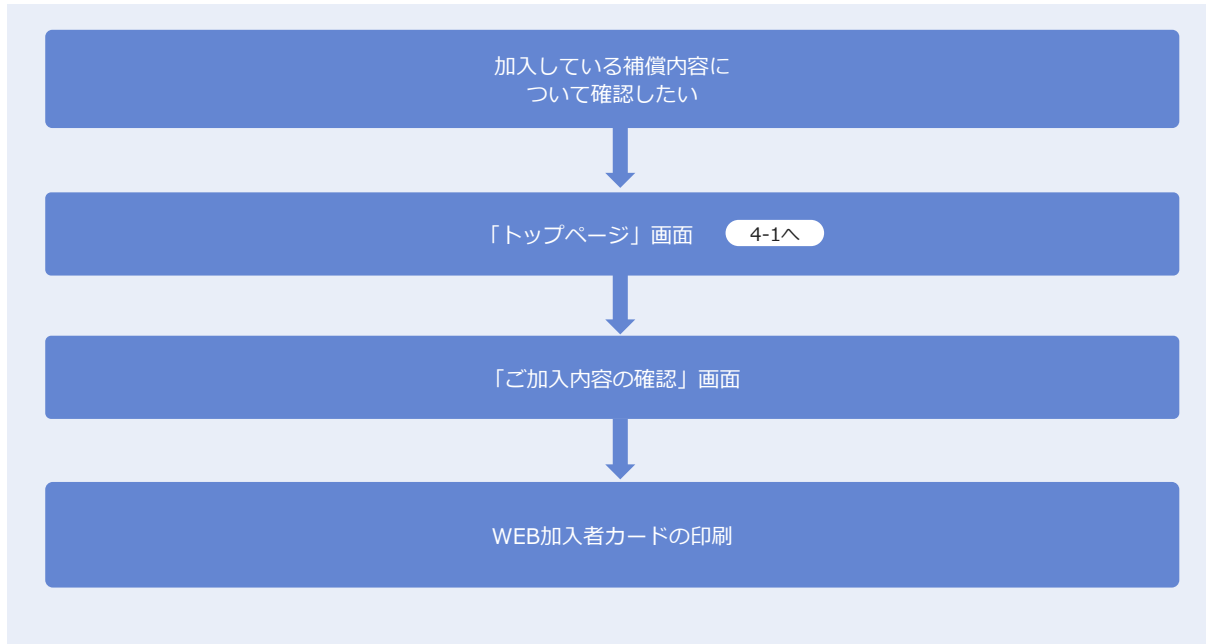 加入している補償内容に
ついて確認したい
「トップページ」画面 4-1へ
「ご加入内容の確認」画面
WEB加入者カードの印刷